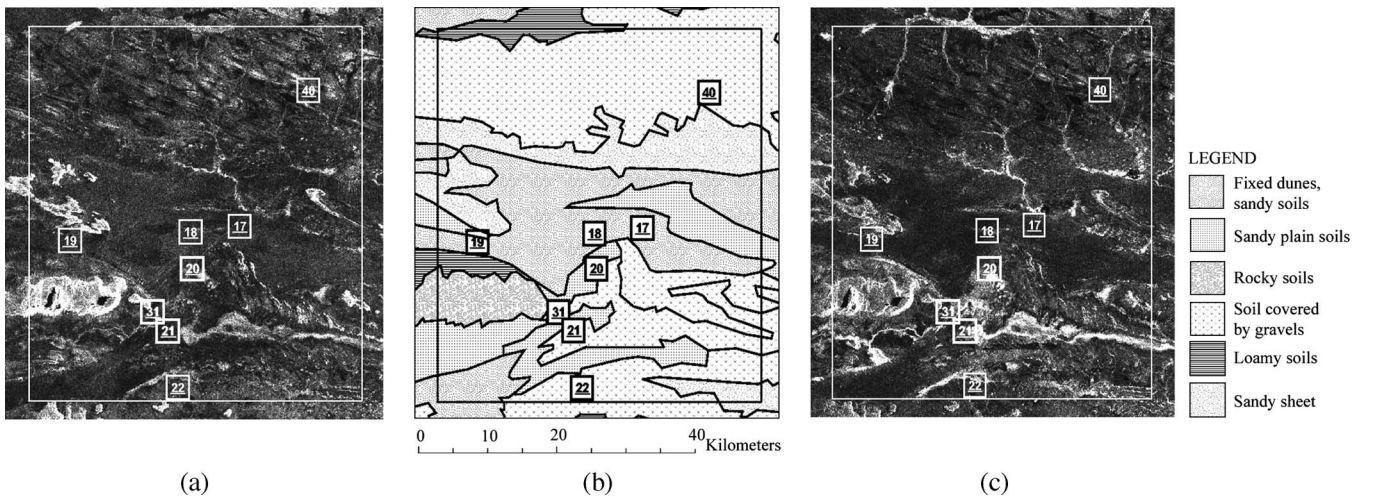 40
19
18
17
20
31
21
22
40
19
18
17
20
31
21
22
0 10 20 40 Kilometers
40
19
18
17
20
31
21
22
LEGEND
Fixed dunes,
sandy soils
Sandy plain soils
Rocky soils
Soil covered
by gravels
Loamy soils
Sandy sheet
(a) (b) (c)